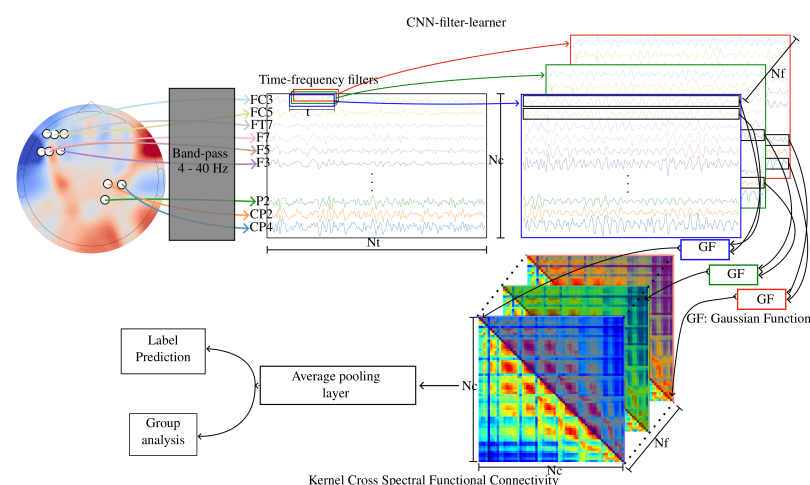 CNN-filter-learner
Nf
Time-frequency filters
t
FC3
FC5
FT7
F7
F5
F3
P2
CP2
CP4
Band-pass
4 - 40 Hz
Nc
Nt
GF
GF
GF
GF: Gaussian Function
Label
Prediction
Average pooling
layer
Group
analysis
Nc
Nf
Nc
Kernel Cross Spectral Functional Connectivity